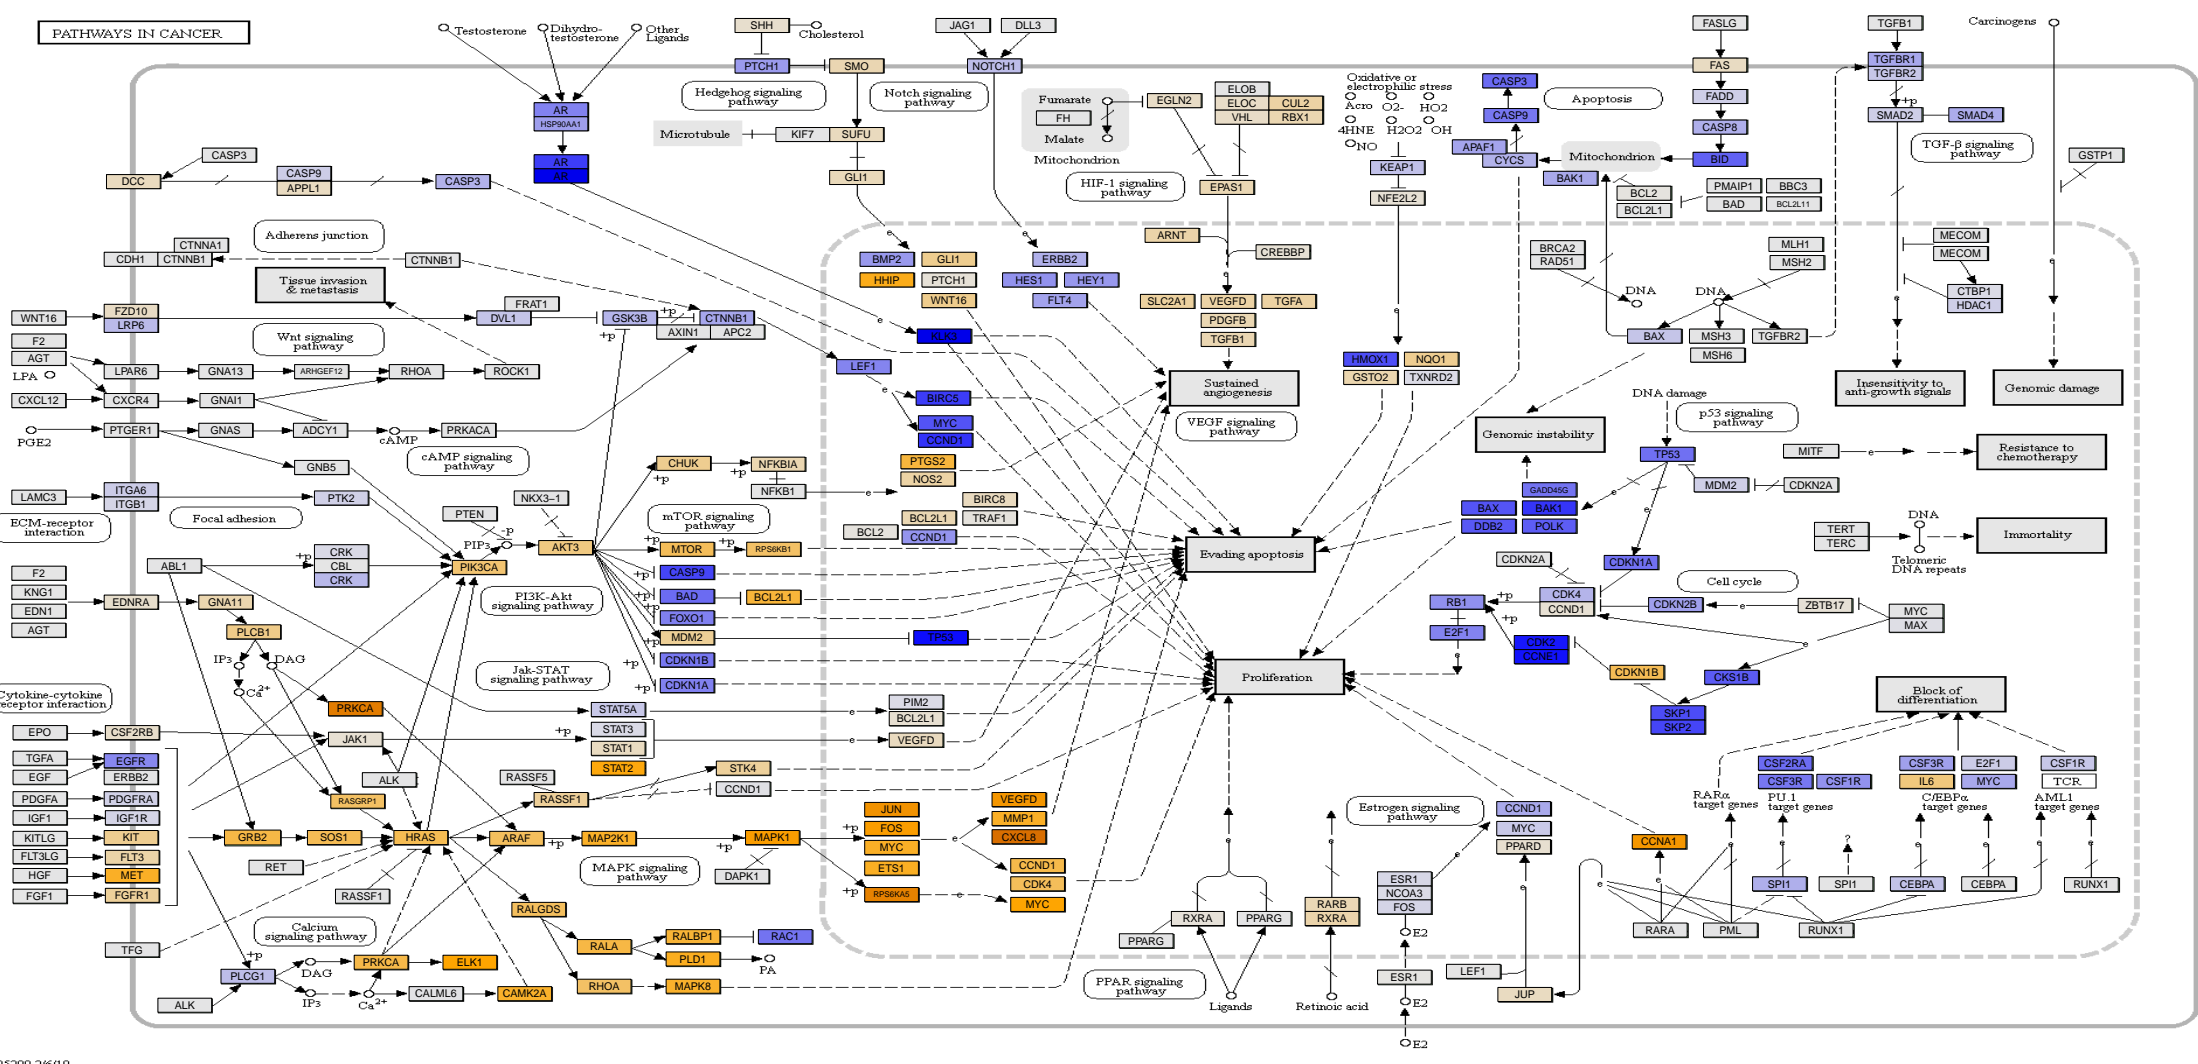 PATHWAYS IN CANCER
Testosterone
Dihydro-
testosterone
Other
Ligands
SHH
Cholesterol
JAG1
DLL3
FASLG
TGFB1
Carcinogens
PTCH1
SMO
NOTCH1
FAS
TGFBR1
TGFBR2
Hedgehog signaling
pathway
Notch signaling
pathway
Fumarate
FH
Malate
Mitochondrion
EGLN2
ELOB
ELOC
CUL2
VHL
RBX1
Oxidative or
electrophilic stress
Acro
O2-
HO2
4HNE
H2O2
OH
NO
CASP3
CASP9
Apoptosis
FADD
CASP8
BID
+p
SMAD2
SMAD4
TGF-β signaling
pathway
GSTP1
AR
HSP90AA1
AR
AR
Microtubule
KIF7
SUFU
GLI1
HIF-1 signaling
pathway
EPAS1
KEAP1
NFE2L2
APAF1
CYCS
Mitochondrion
BAK1
BCL2
BCL2L1
PMAIP1
BBC3
BAD
BCL2L11
DCC
CASP3
CASP9
APPL1
CASP3
Adherens junction
CTNNA1
CDH1
CTNNB1
CTNNB1
Tissue invasion
& metastasis
e
BMP2
GLI1
HHIP
PTCH1
WNT16
e
ERBB2
HES1
HEY1
FLT4
ARNT
e
CREBBP
SLC2A1
VEGFD
TGFA
PDGFB
TGFB1
e
BRCA2
RAD51
DNA
MLH1
MSH2
DNA
BAX
MSH3
TGFBR2
MSH6
MECOM
MECOM
CTBP1
HDAC1
e
e
WNT16
FZD10
LRP6
FRAT1
DVL1
GSK3B
+p
+p
CTNNB1
AXIN1
APC2
Wnt signaling
pathway
F2
AGT
LPA
LPAR6
GNA13
ARHGEF12
RHOA
ROCK1
CXCL12
CXCR4
GNAI1
PGE2
PTGER1
GNAS
ADCY1
cAMP
PRKACA
cAMP signaling
pathway
GNB5
e
KLK3
LEF1
e
BIRC5
MYC
CCND1
Sustained
angiogenesis
VEGF signaling
pathway
HMOX1
NQO1
GSTO2
TXNRD2
Insensitivity to
anti-growth signals
Genomic damage
Genomic instability
DNA damage
p53 signaling
pathway
TP53
MITF
e
Resistance to
chemotherapy
MDM2
CDKN2A
LAMC3
ITGA6
ITGB1
PTK2
ECM-receptor
interaction
Focal adhesion
PTEN
NKX3-1
-p
PIP3
AKT3
CHUK
+p
NFKBIA
+p
NFKB1
e
PTGS2
NOS2
mTOR signaling
pathway
BIRC8
BCL2L1
TRAF1
BCL2
CCND1
+p
MTOR
+p
RPS6KB1
+p
CASP9
+p
BAD
BCL2L1
+p
FOXO1
+p
MDM2
TP53
+p
CDKN1B
+p
CDKN1A
Evading apoptosis
GADD45G
BAX
BAK1
DDB2
POLK
e
e
TERT
TERC
DNA
Telomeric
DNA repeats
Immortality
ABL1
+p
CRK
CBL
CRK
PIK3CA
PI3K-Akt
signaling pathway
F2
KNG1
EDN1
AGT
EDNRA
GNA11
PLCB1
IP3
DAG
Ca2+
CDKN2A
CDKN1A
Cell cycle
CDK4
CCND1
CDKN2B
e
ZBTB17
MYC
MAX
e
RB1
+p
+p
E2F1
e
CDK2
CCNE1
CDKN1B
CKS1B
SKP1
SKP2
Proliferation
Block of
differentiation
Cytokine-cytokine
receptor interaction
Jak-STAT
signaling pathway
PRKCA
STAT5A
e
PIM2
BCL2L1
EPO
CSF2RB
JAK1
+p
STAT3
STAT1
STAT2
e
VEGFD
TGFA
EGFR
EGF
ERBB2
PDGFA
PDGFRA
IGF1
IGF1R
KITLG
KIT
FLT3LG
FLT3
HGF
MET
FGF1
FGFR1
ALK
RASGRP1
RASSF5
RASSF1
STK4
CCND1
GRB2
SOS1
HRAS
ARAF
+p
MAP2K1
MAPK1
+p
RET
RASSF1
MAPK signaling
pathway
DAPK1
JUN
+p
FOS
MYC
ETS1
+p
RPS6KA5
e
e
e
VEGFD
MMP1
CXCL8
CCND1
CDK4
MYC
Estrogen signaling
pathway
CCND1
MYC
PPARD
e
e
CSF2RA
CSF3R
CSF1R
CSF3R
E2F1
IL6
MYC
CSF1R
TCR
RARα
target genes
PU.1
target genes
C/EBPα
target genes
AML1
target genes
?
CCNA1
e
e
e
SPI1
SPI1
CEBPA
CEBPA
RUNX1
RARA
PML
RUNX1
TFG
Calcium
signaling pathway
RALGDS
RALA
RALBP1
RAC1
PLD1
PA
RHOA
MAPK8
+p
PLCG1
DAG
IP3
PRKCA
ELK1
Ca2+
CALML6
CAMK2A
ALK
RXRA
PPARG
PPARG
RARB
RXRA
PPAR signaling
pathway
Ligands
Retinoic acid
ESR1
NCOA3
FOS
E2
ESR1
E2
E2
LEF1
JUP